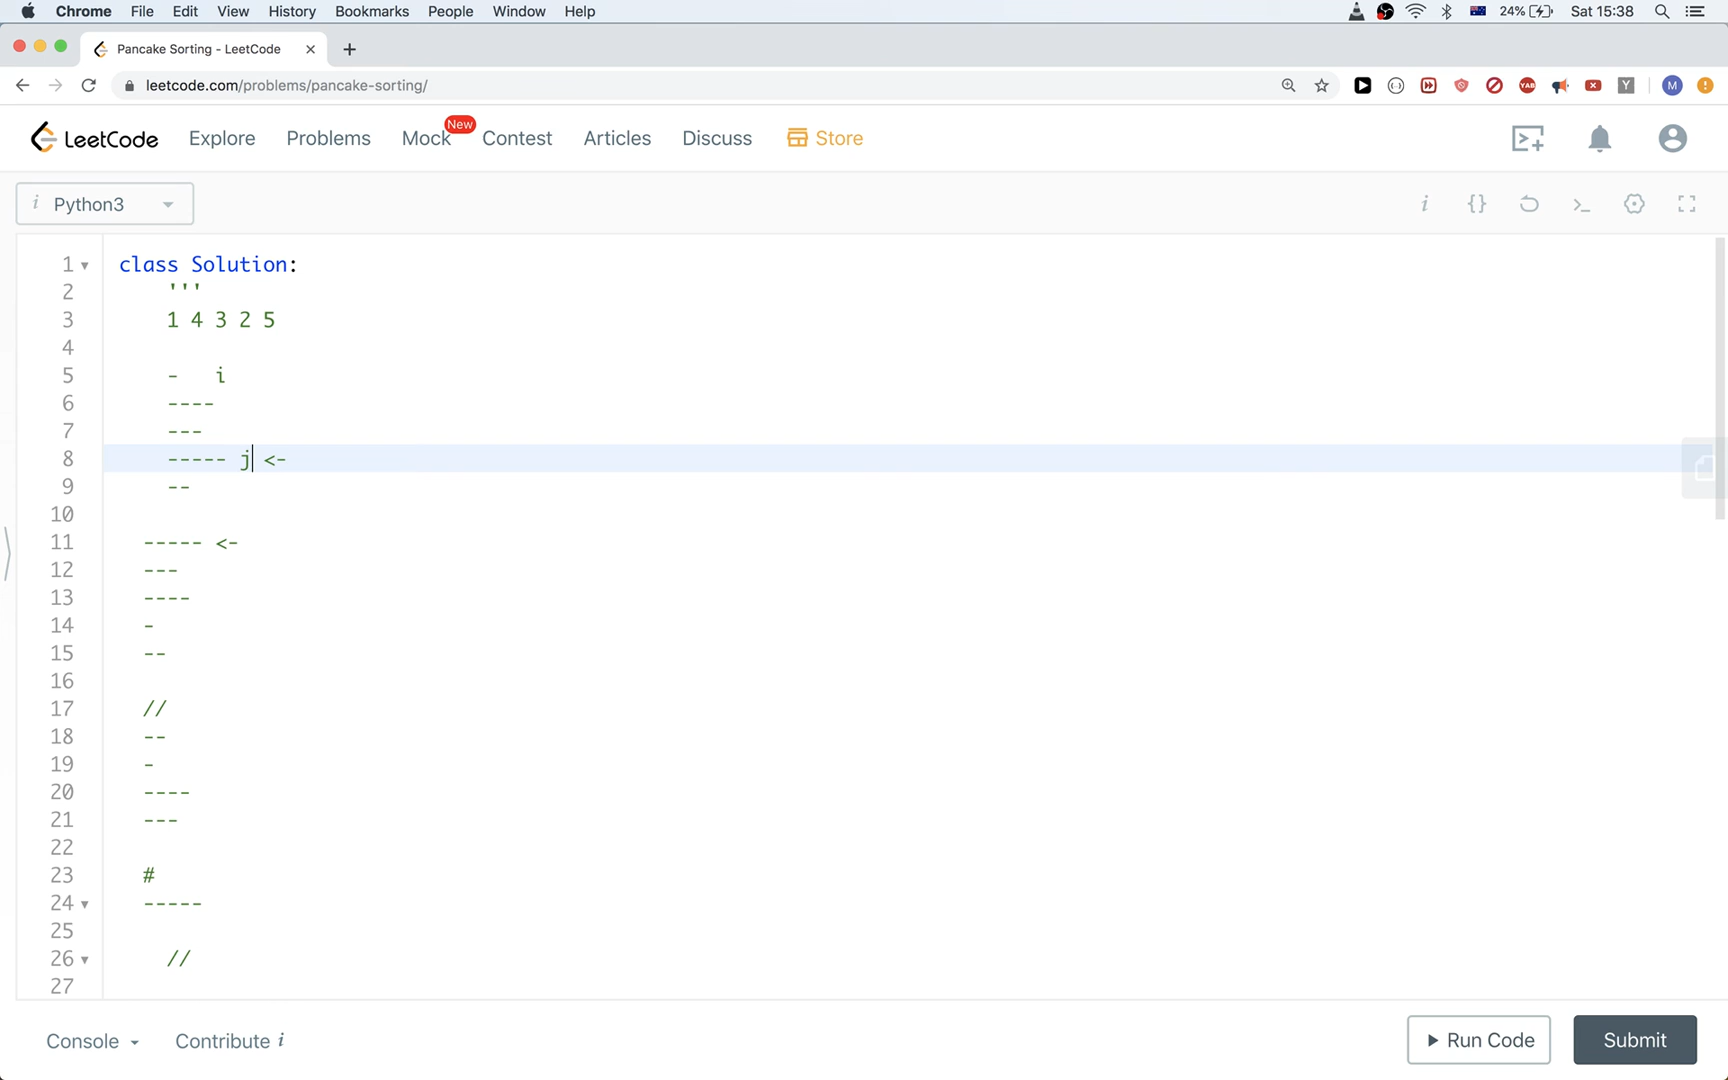 Chrome File Edit View History Bookmarks People Window Help 24% Sat 15:38
Pancake Sorting - LeetCode
leetcode.com/problems/pancake-sorting/ YAB Y M
LeetCode Explore Problems Mock New Contest Articles Discuss Store
i Python3 i {} >_
1 class Solution:
2 '''
3 1 4 3 2 5
4
5 - i
6 ----
7 ---
8 ----- j <-
9 --
10
11 ----- <-
12 ---
13 ----
14 -
15 --
16
17 //
18 --
19 -
20 ----
21 ---
22
23 #
24 -----
25
26 //
27
Console Contribute i Run Code Submit